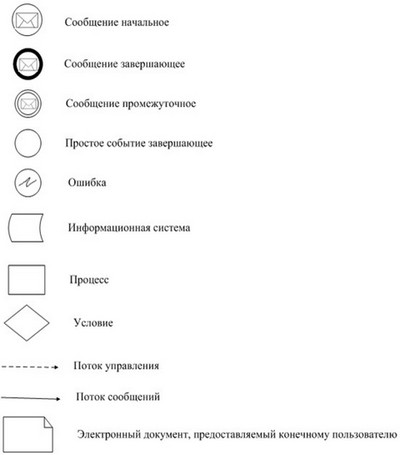 Сообщение начальное
Сообщение завершающее
Сообщение промежуточное
Простое событие завершающее
Ошибка
Информационная система
Процесс
Условие
Поток управления
Поток сообщений
Электронный документ, предоставляемый конечному пользователю